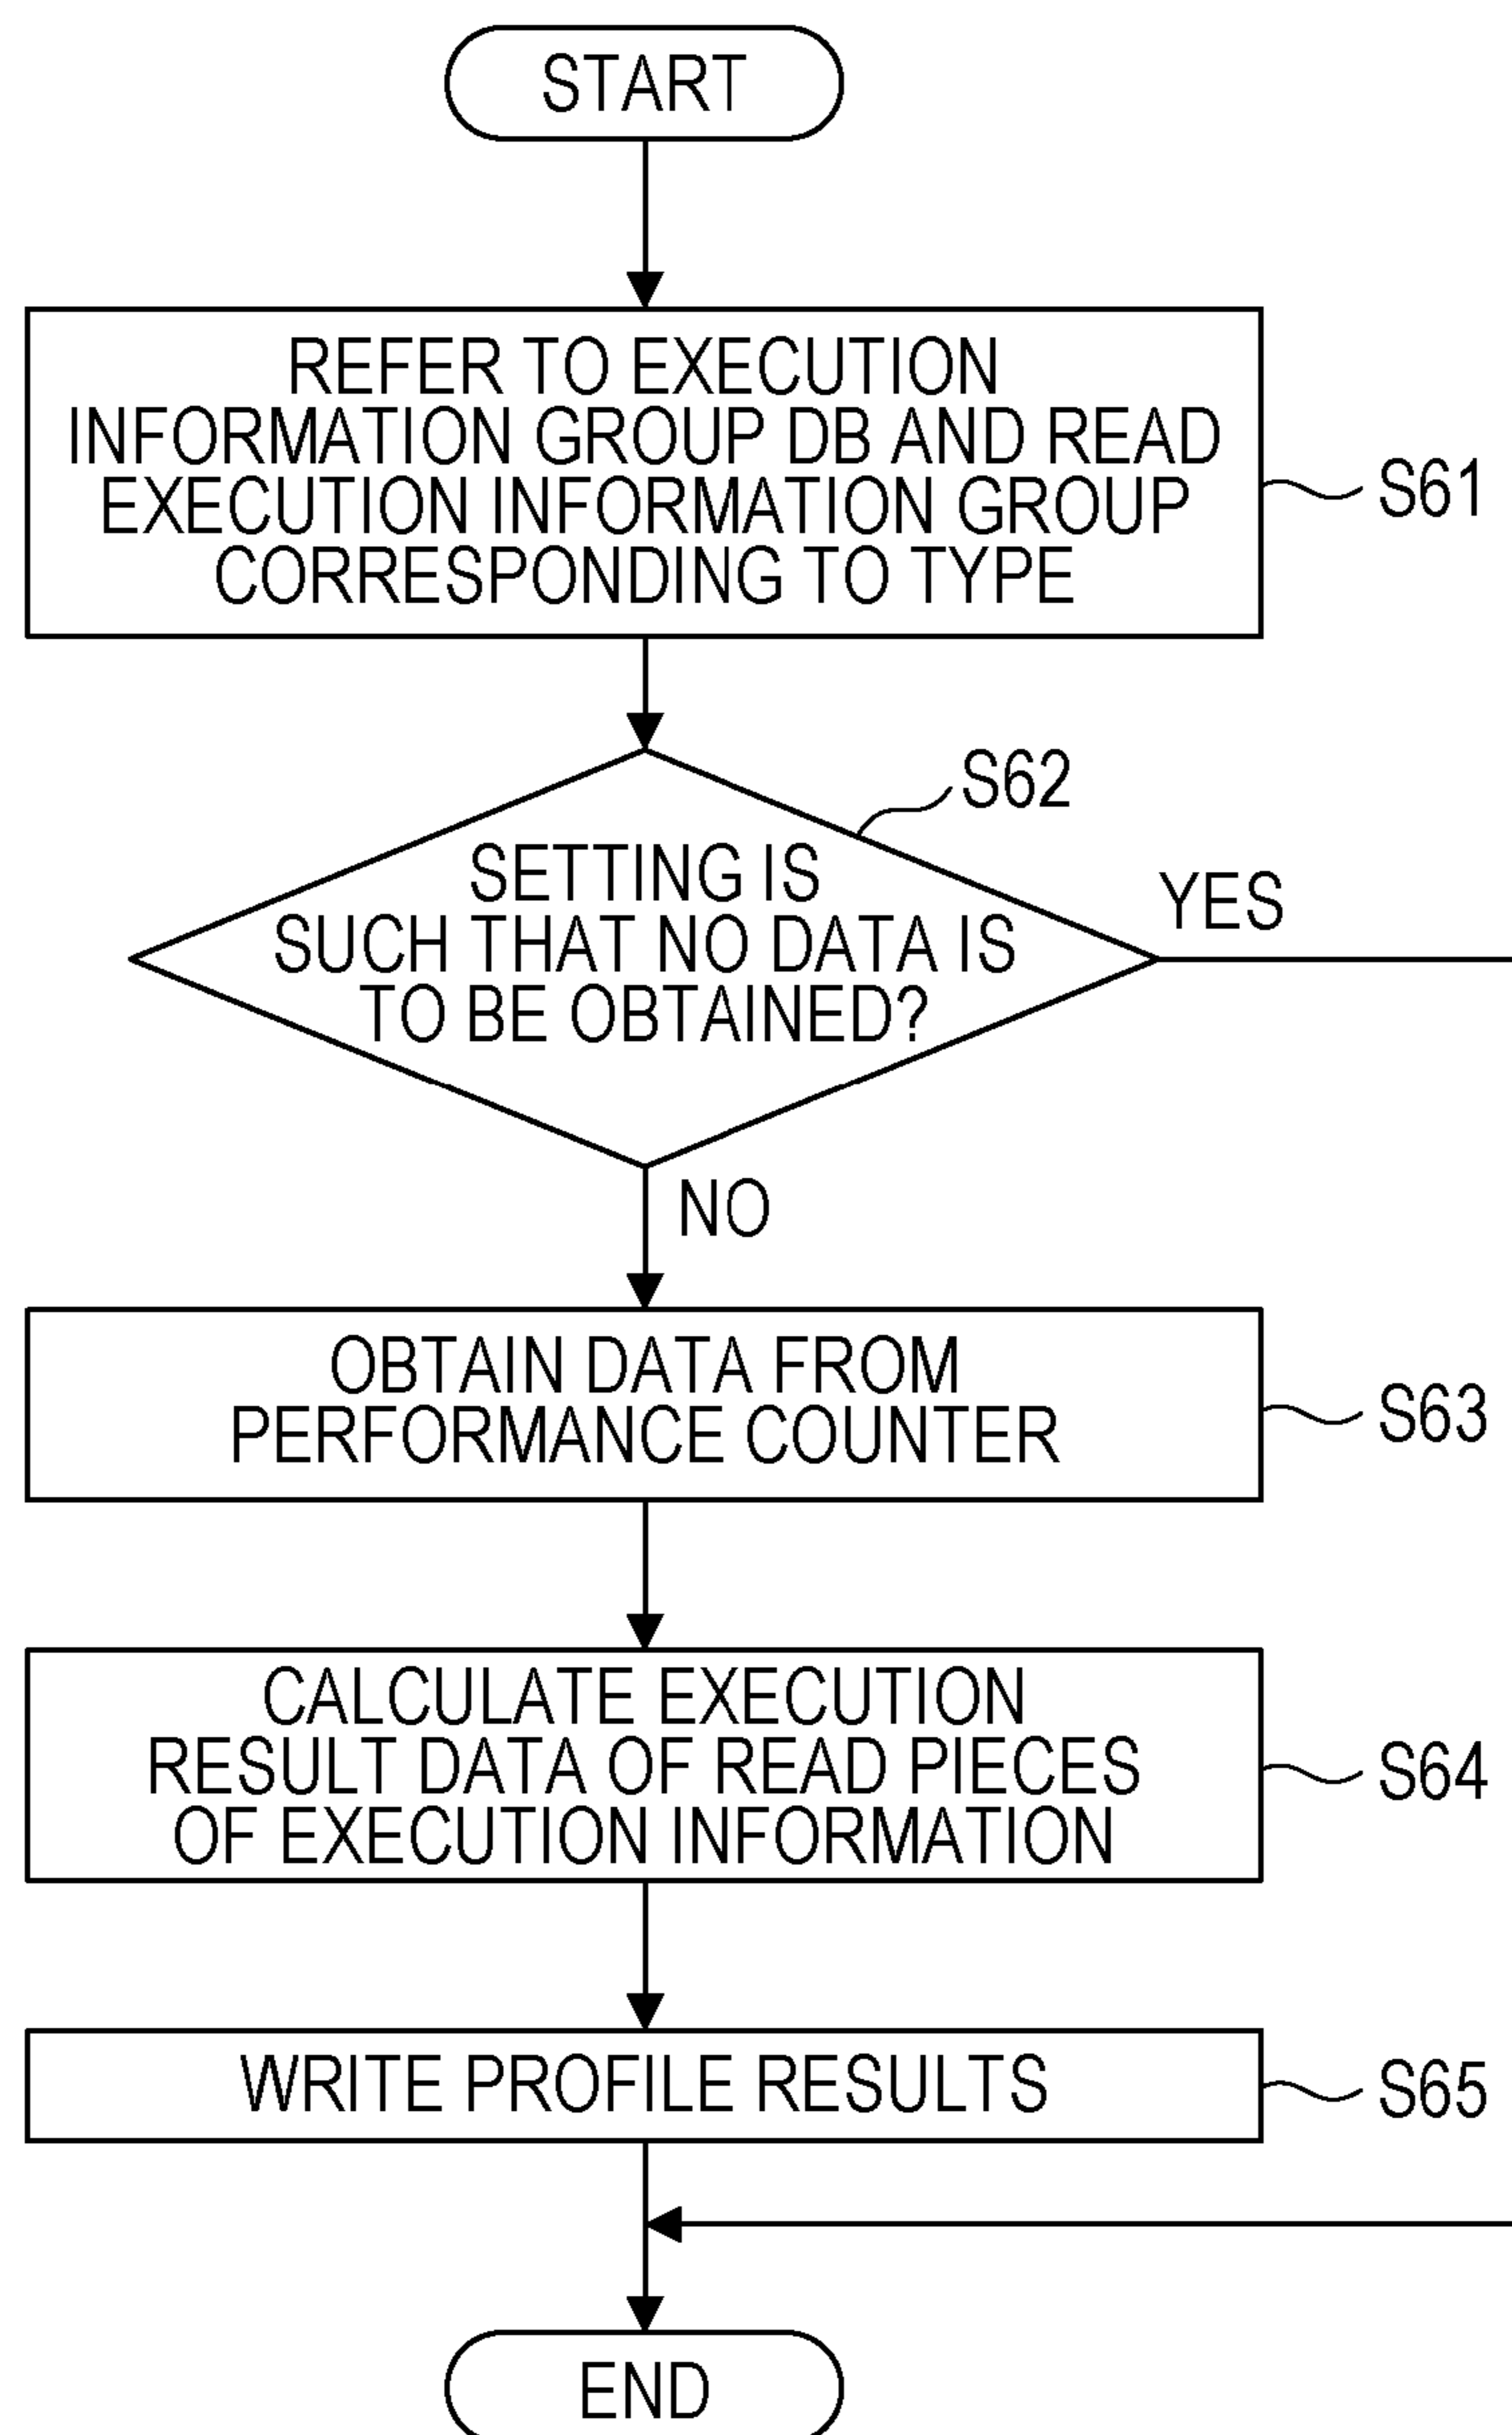 START
REFER TO EXECUTION
INFORMATION GROUP DB AND READ
EXECUTION INFORMATION GROUP
CORRESPONDING TO TYPE
S61
S62
SETTING IS
SUCH THAT NO DATA IS
TO BE OBTAINED?
YES
NO
OBTAIN DATA FROM
PERFORMANCE COUNTER
S63
CALCULATE EXECUTION
RESULT DATA OF READ PIECES
OF EXECUTION INFORMATION
S64
WRITE PROFILE RESULTS
S65
END